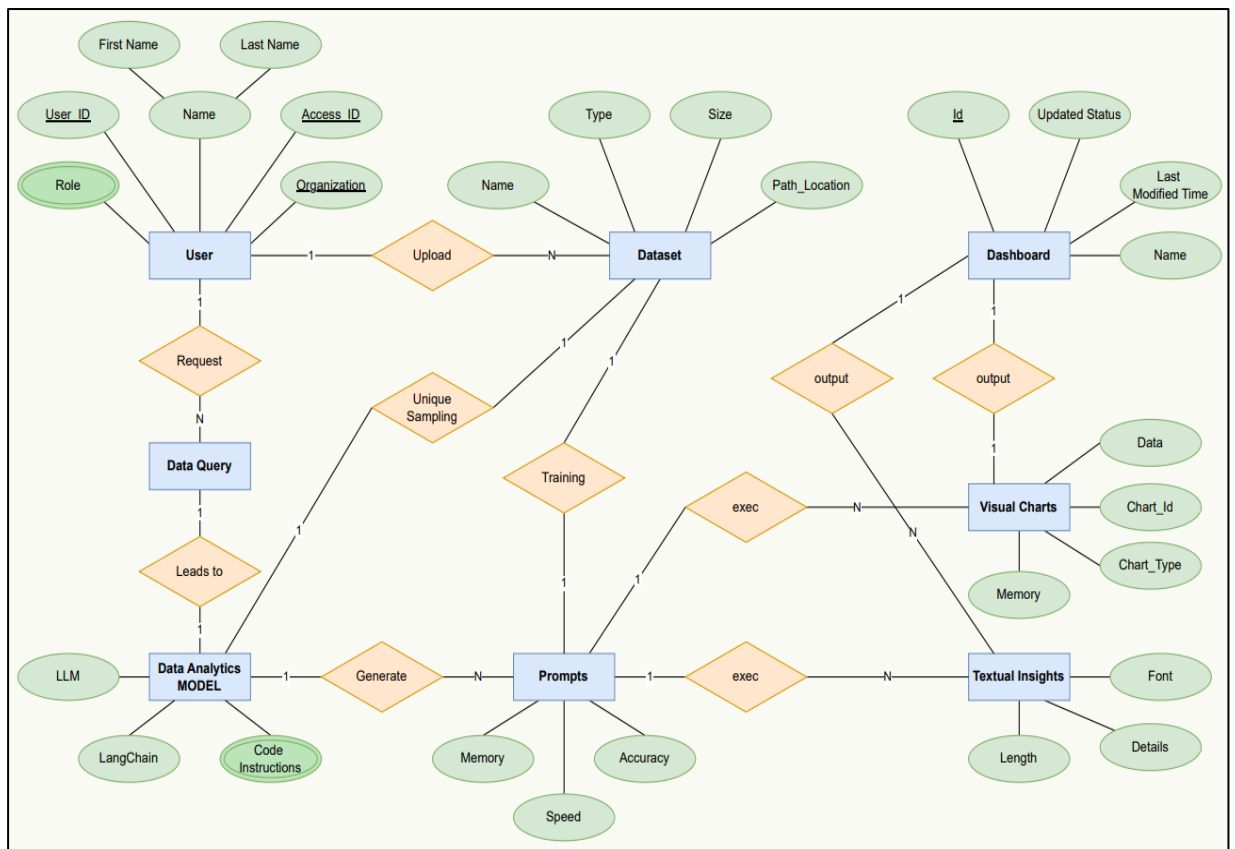 First Name
Last Name
User_ID
Name
Access_ID
Type
Size
Id
Updated Status
Role
Organization
Name
Path_Location
Last
Modified Time
User
1
Upload
N
Dataset
Dashboard
Name
1
1
1
Request
Unique
Sampling
1
1
output
output
N
Data Query
Training
1
Data
1
1
exec
N
Visual Charts
Chart_Id
N
Leads to
1
1
1
Memory
Chart_Type
LLM
Data Analytics
MODEL
1
Generate
N
Prompts
1
exec
N
Textual Insights
Font
LangChain
Code
Instructions
Memory
Accuracy
Length
Details
Speed